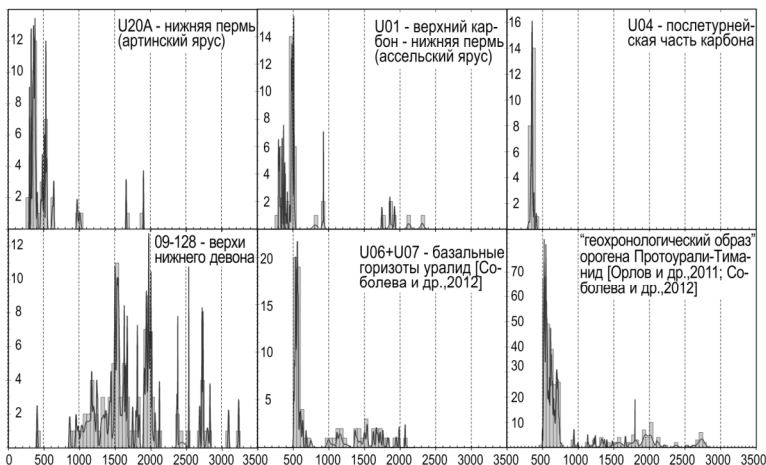 U20A - нижняя пермь
(артинский ярус)
12
10
8
6
4
2
U01 - верхний кар-
бон - нижняя пермь
(ассельский ярус)
14
12
10
8
6
4
2
U04 - послетурней-
ская часть карбона
16
14
12
10
8
6
4
2
09-128 - верхи
нижнего девона
12
10
8
6
4
2
U06+U07 - базальные
горизоты уралид [Со-
болева и др.,2012]
20
15
10
5
"геохронологический образ"
орогена Протоурали-Тима-
нид [Орлов и др.,2011; Со-
болева и др.,2012]
70
60
50
40
30
20
10
0 500 1000 1500 2000 2500 3000 3500
500 1000 1500 2000 2500 3000 3500
500 1000 1500 2000 2500 3000 3500